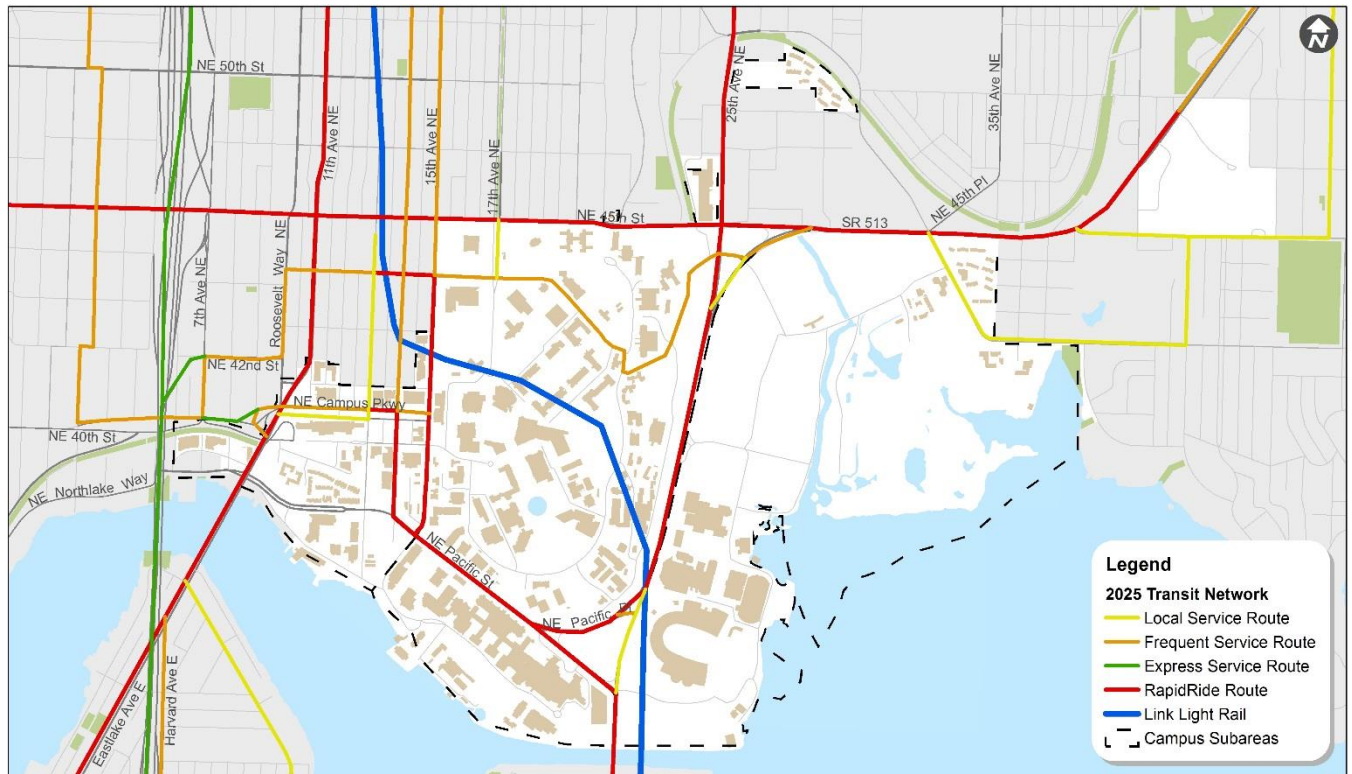 N
NE 50th St
25th Ave NE
35th Ave NE
11th Ave NE
15th Ave NE
17th Ave NE
NE 45th Pl
NE 45th St
SR 513
Roosevelt Way NE
7th Ave NE
NE 42nd St
NE Campus Pkwy
NE 40th St
NE Northlake Way
NE Pacific St
NE Pacific Pl
Eastlake Ave E
Harvard Ave E
Legend
2025 Transit Network
Local Service Route
Frequent Service Route
Express Service Route
RapidRide Route
Link Light Rail
Campus Subareas